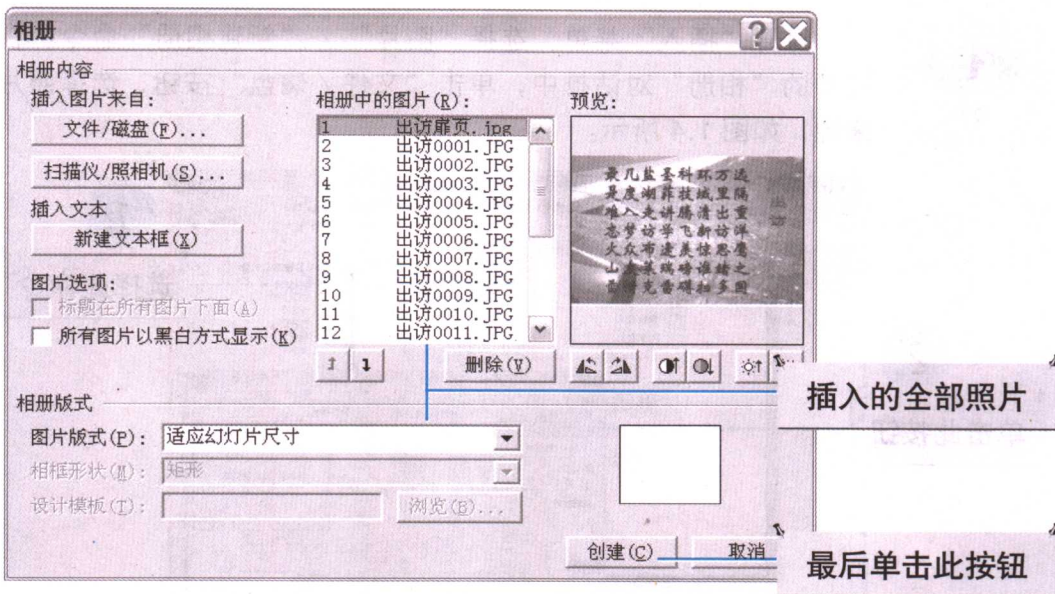 相册
相册内容
插入图片来自:
文件/磁盘(F)...
扫描仪/照相机(S)...
插入文本
新建文本框(X)
图片选项:
标题在所有图片下面(A)
所有图片以黑白方式显示(K)
相册中的图片(R):
1 出访扉页.jpg
2 出访0001.JPG
3 出访0002.JPG
4 出访0003.JPG
5 出访0004.JPG
6 出访0005.JPG
7 出访0006.JPG
8 出访0007.JPG
9 出访0008.JPG
10 出访0009.JPG
11 出访0010.JPG
12 出访0011.JPG
删除(V)
预览:
插入的全部照片
相册版式
图片版式(P): 适应幻灯片尺寸
相框形状(M): 矩形
设计模板(T):
浏览(B)...
创建(C)
取消
最后单击此按钮